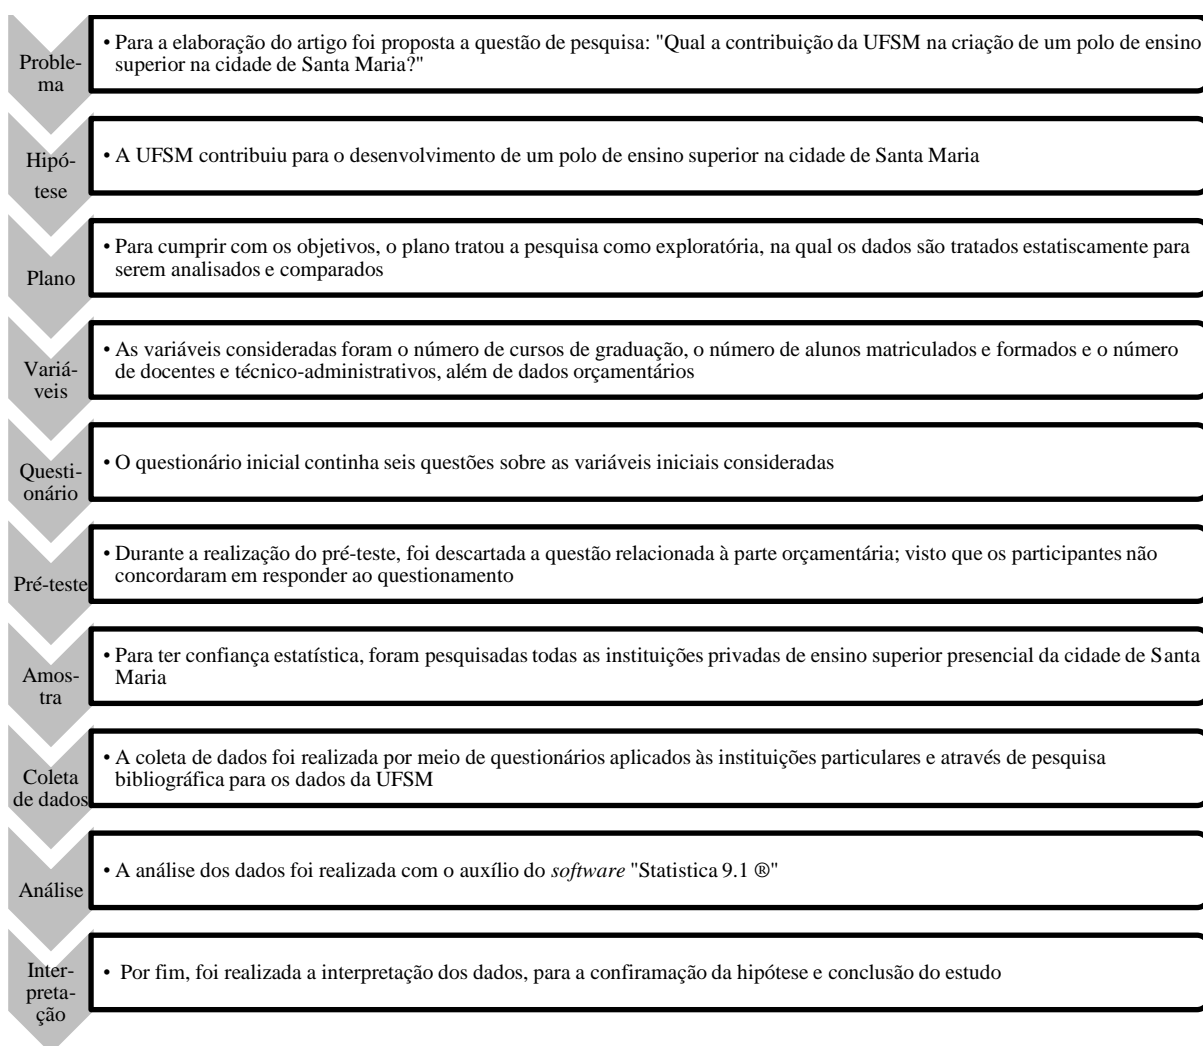 Proble-
ma
• Para a elaboração do artigo foi proposta a questão de pesquisa: "Qual a contribuição da UFSM na criação de um polo de ensino
superior na cidade de Santa Maria?"
Hipó-
tese
• A UFSM contribuiu para o desenvolvimento de um polo de ensino superior na cidade de Santa Maria
Plano
• Para cumprir com os objetivos, o plano tratou a pesquisa como exploratória, na qual os dados são tratados estatiscamente para
serem analisados e comparados
Variá-
veis
• As variáveis consideradas foram o número de cursos de graduação, o número de alunos matriculados e formados e o número
de docentes e técnico-administrativos, além de dados orçamentários
Questi-
onário
• O questionário inicial continha seis questões sobre as variáveis iniciais consideradas
Pré-teste
• Durante a realização do pré-teste, foi descartada a questão relacionada à parte orçamentária; visto que os participantes não
concordaram em responder ao questionamento
Amos-
tra
• Para ter confiança estatística, foram pesquisadas todas as instituições privadas de ensino superior presencial da cidade de Santa
Maria
Coleta
de dados
• A coleta de dados foi realizada por meio de questionários aplicados às instituições particulares e através de pesquisa
bibliográfica para os dados da UFSM
Análise
• A análise dos dados foi realizada com o auxílio do software "Statistica 9.1 ®"
Inter-
preta-
ção
• Por fim, foi realizada a interpretação dos dados, para a confiramação da hipótese e conclusão do estudo